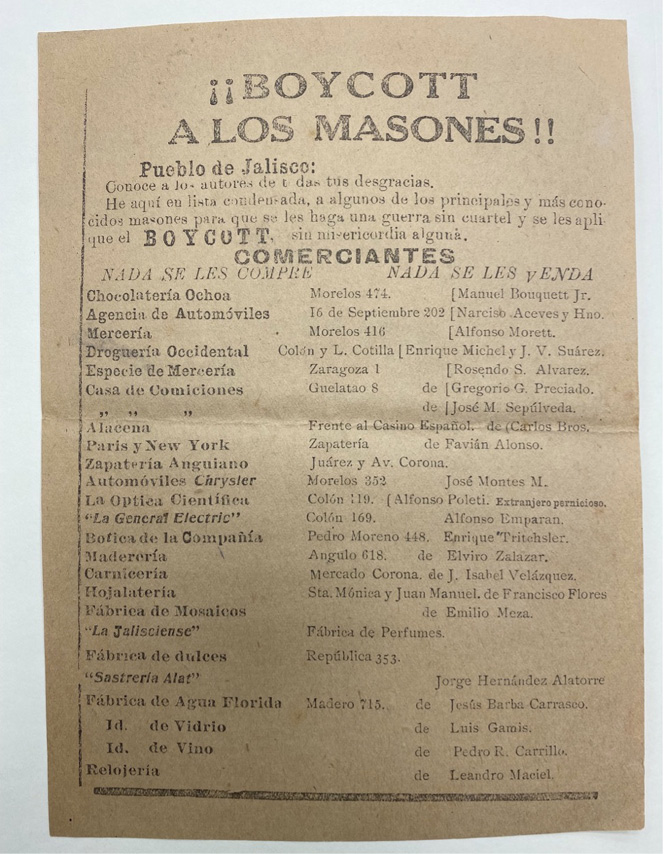 ¡¡BOYCOTT
A LOS MASONES!!
Pueblo de Jalisco:
Conoce a los autores de t das tus desgracias.
He aquí en lista condensada, a algunos de los principales y más cono-
cidos masones para que se les haga una guerra sin cuartel y se les apli
que el BOYCOTT, sin misericordia alguna.
COMERCIANTES
NADA SE LES COMPRE NADA SE LES VENDA
Chocolatería Ochoa Morelos 474. [Manuel Bouquett Jr.
Agencia de Automóviles 16 de Septiembre 202 [Narciso Aceves y Hno.
Mercería Morelos 416 [Alfonso Morett.
Droguería Occidental Colón y L. Cotilla [Enrique Michel y J. V. Suárez.
Especie de Mercería Zaragoza 1 [Rosendo S. Alvarez.
Casa de Comiciones Guelatao 8 de [Gregorio G. Preciado.
„ „ „ de [José M. Sepúlveda.
Alacena Frente al Casino Español. de (Carlos Bros.
París y New York Zapatería de Favián Alonso.
Zapatería Anguiano Juárez y Av. Corona.
Automóviles Chrysler Morelos 352 José Montes M.
La Optica Científica Colón 119. [Alfonso Poleti. Extranjero pernicioso.
"La General Electric" Colón 169. Alfonso Emparan.
Botica de la Compañía Pedro Moreno 448. Enrique Tritchsler.
Maderería Angulo 618. de Elviro Zalazar.
Carnicería Mercado Corona. de J. Isabel Velázquez.
Hojalatería Sta. Mónica y Juan Manuel. de Francisco Flores
Fábrica de Mosaicos de Emilio Meza.
"La Jalisciense" Fábrica de Perfumes.
Fábrica de dulces República 353.
"Sastrería Alat" Jorge Hernández Alatorre
Fábrica de Agua Florida Madero 715. de Jesús Barba Carrasco.
Id. de Vidrio de Luis Gamis.
Id. de Vino de Pedro R. Carrillo.
Relojería de Leandro Maciel.